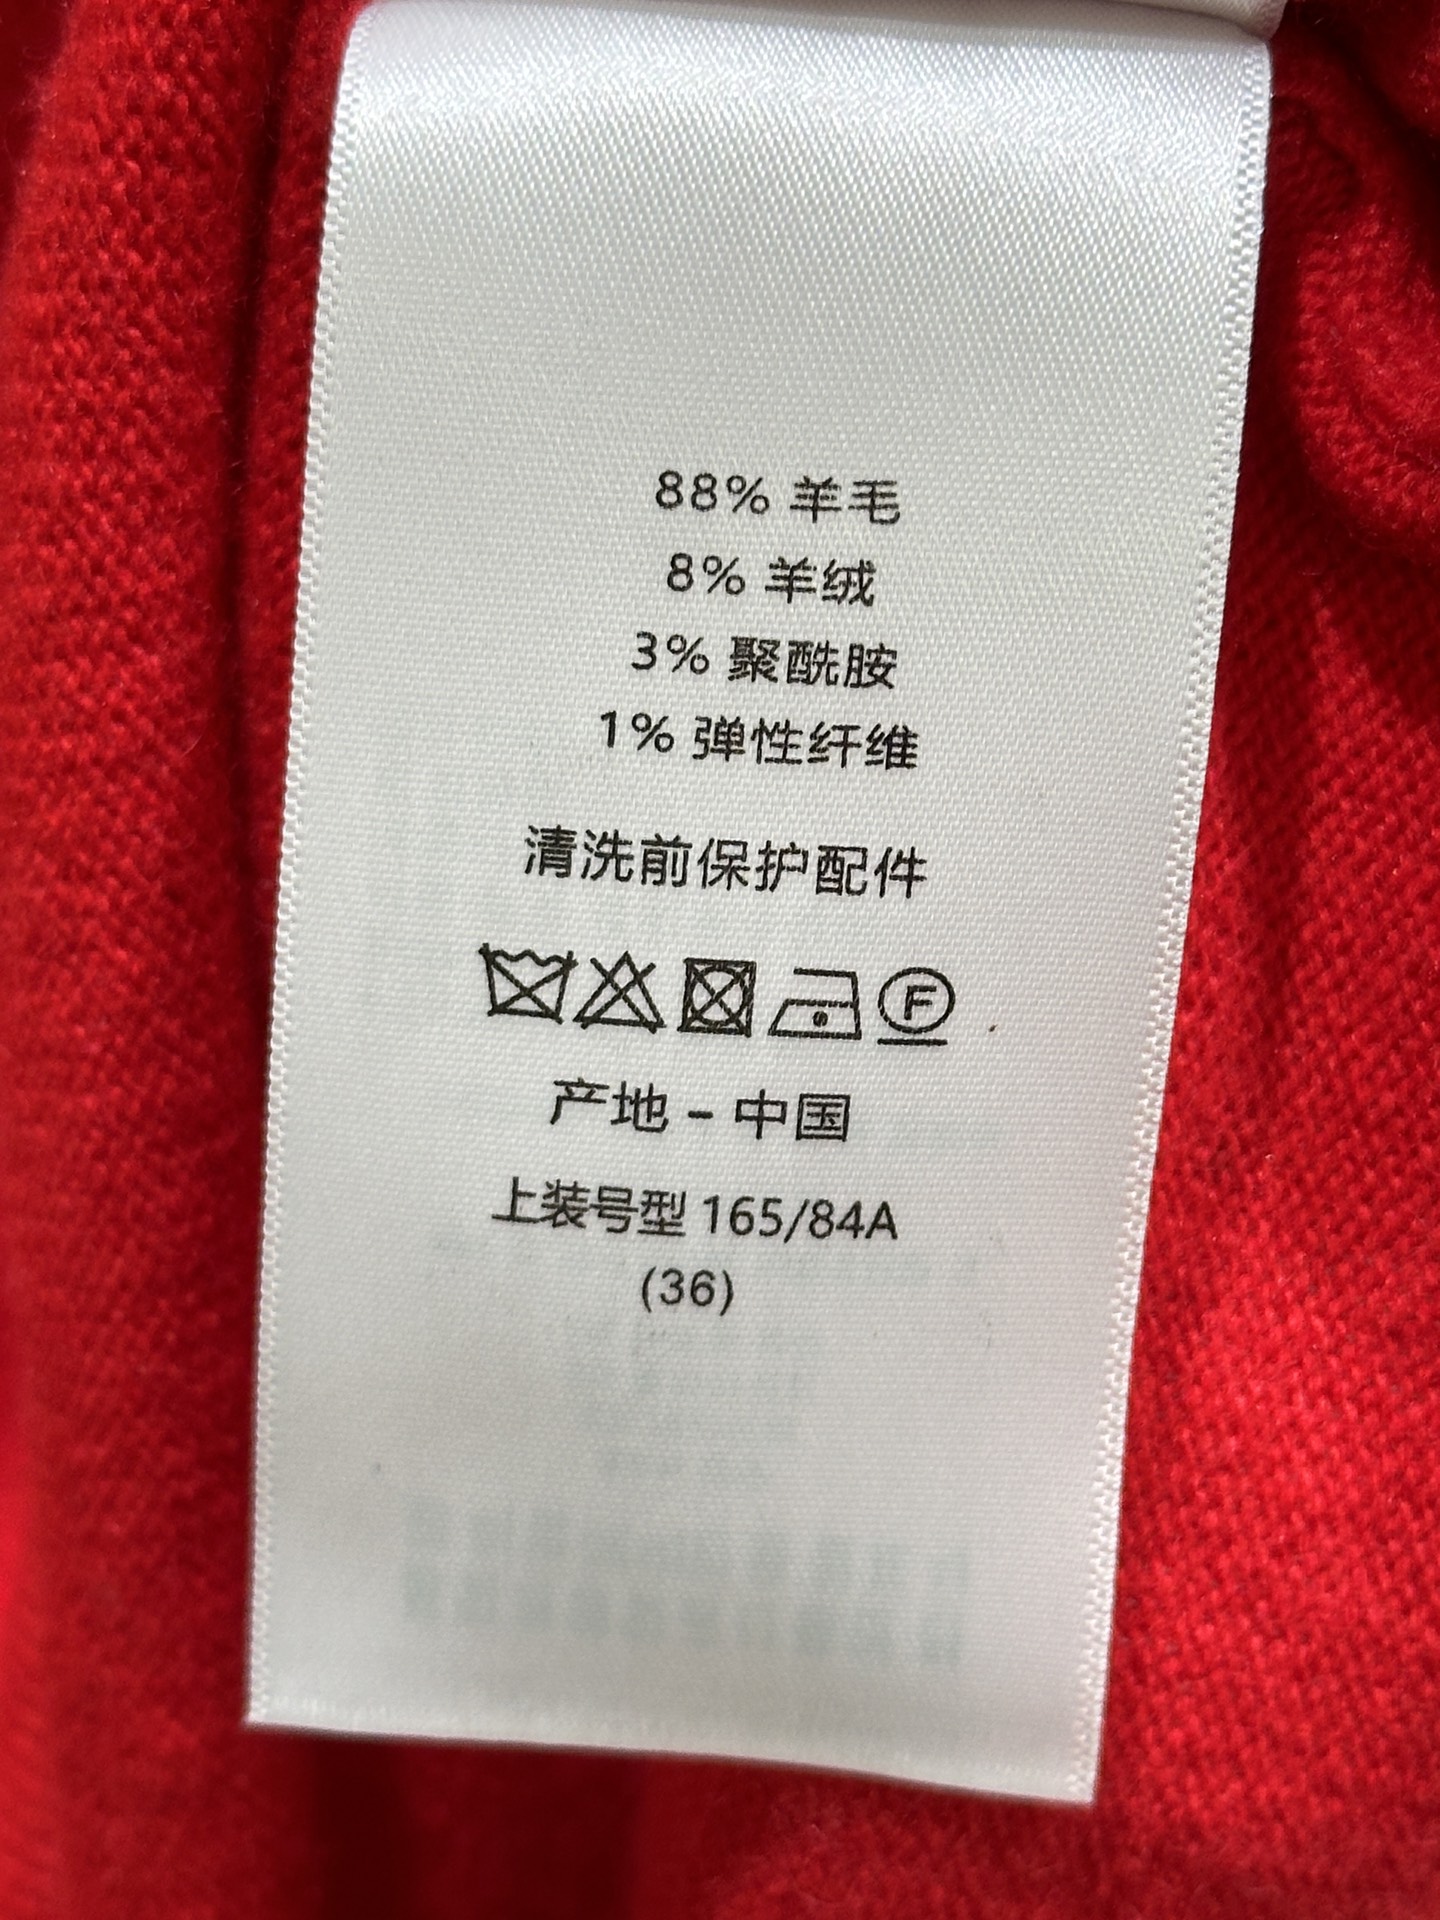 88% 羊毛
8% 羊绒
3% 聚酰胺
1% 弹性纤维
清洗前保护配件
F
产地 – 中国
上装号型 165/84A
(36)